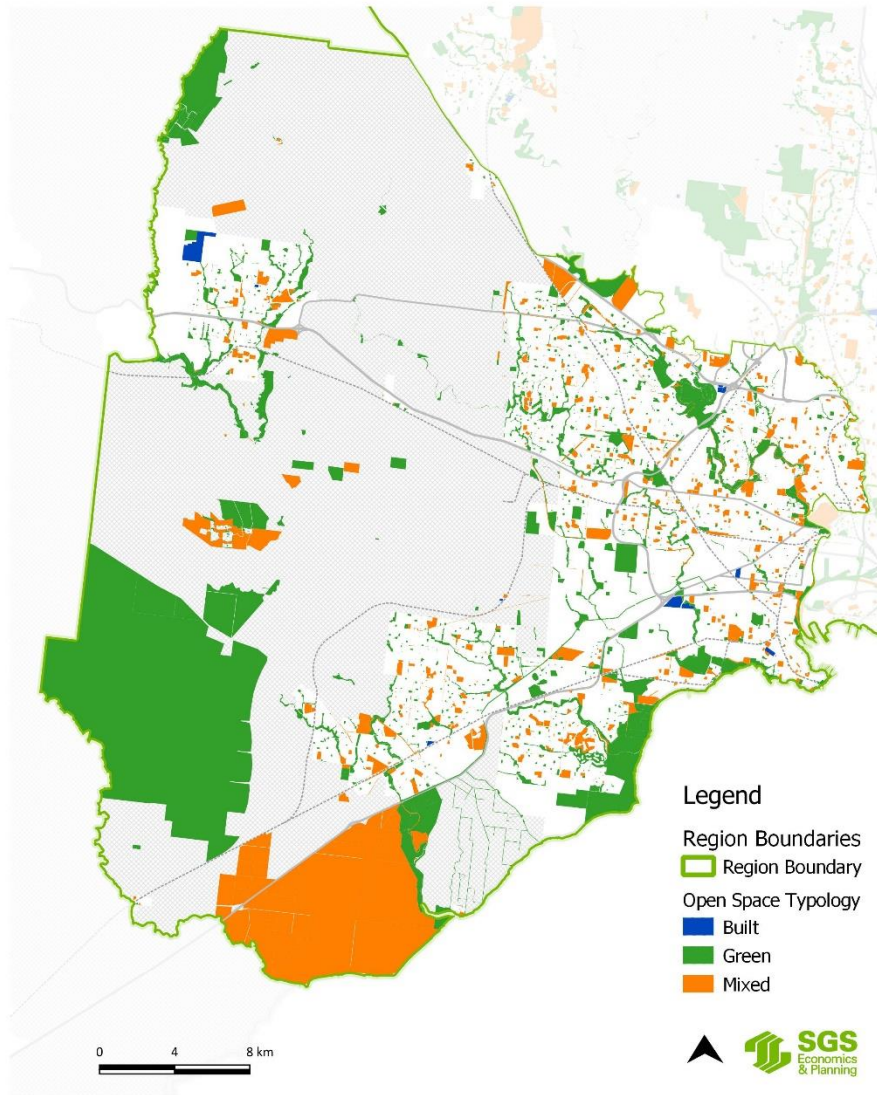 Legend
Region Boundaries
Region Boundary
Open Space Typology
Built
Green
Mixed
0 4 8 km
SGS
Economics
& Planning